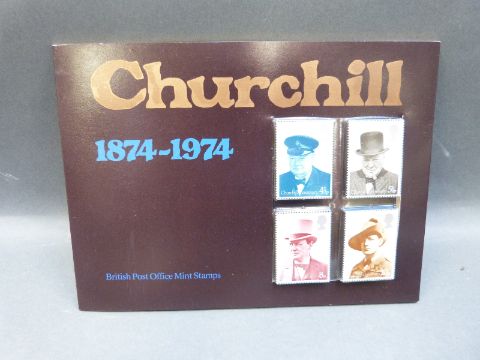 Churchill
1874-1974
British Post Office Mint Stamps